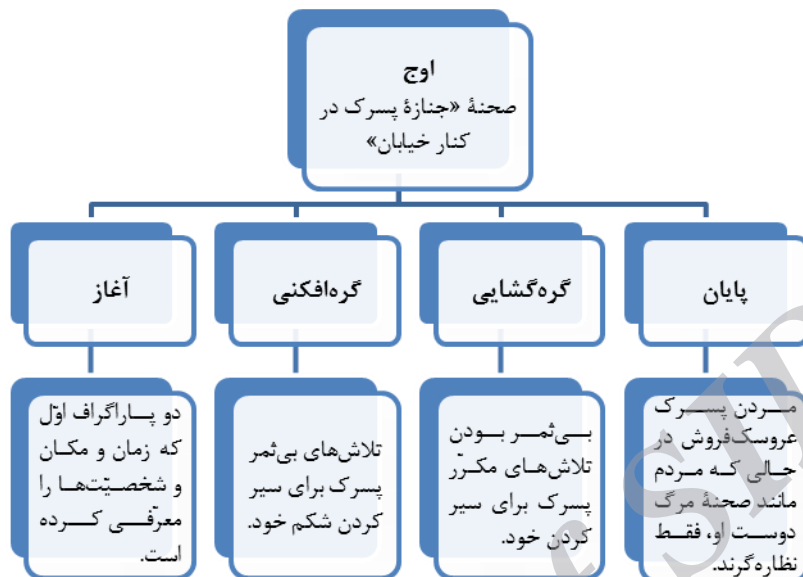 اوج
صحنهٔ «جنازهٔ پسرک در
کنار خیابان»
آغاز
گره‌افکنی
گره‌گشایی
پایان
دو پاراگراف اوّل
که زمان و مکان
و شخصیّت‌ها را
معرّفی کرده
است.
تلاش‌های بی‌ثمر
پسرک برای سیر
کردن شکم خود.
بی‌ثمر بودن
تلاش‌های مکرّر
پسرک برای سیر
کردن خود.
مردن پسرک
عروسک‌فروش در
حالی که مردم
مانند صحنهٔ مرگ
دوست او، فقط
نظاره‌گرند.
f SID